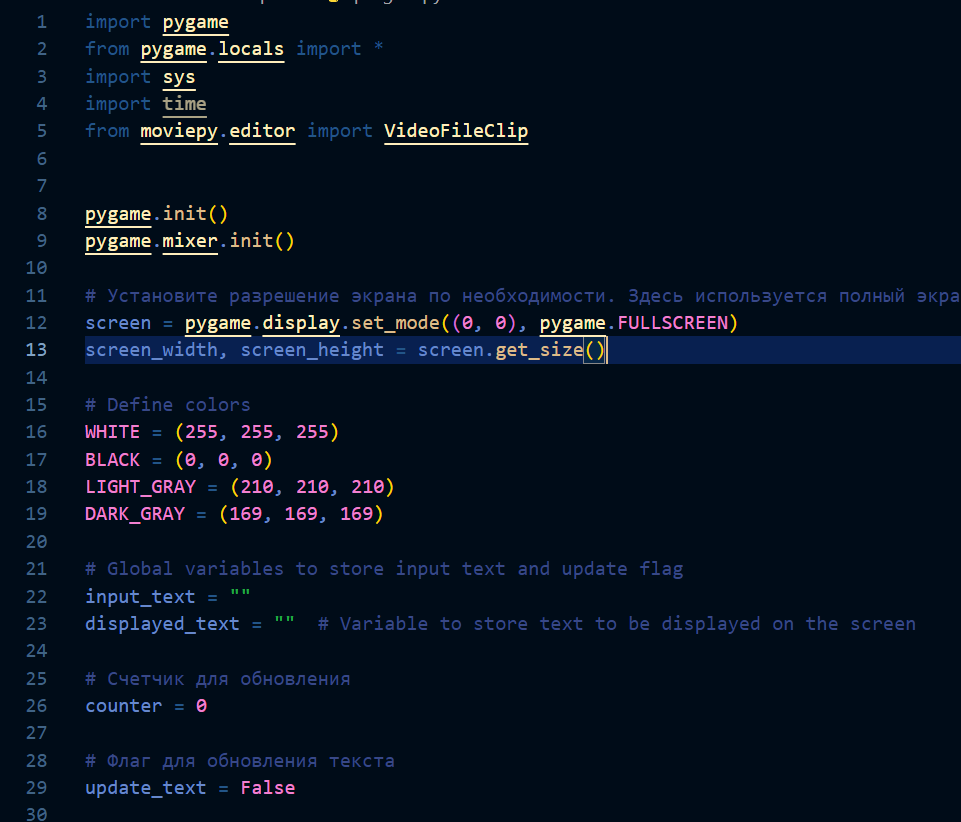 1 import pygame
2 from pygame.locals import *
3 import sys
4 import time
5 from moviepy.editor import VideoFileClip
6
7
8 pygame.init()
9 pygame.mixer.init()
10
11 # Установите разрешение экрана по необходимости. Здесь используется полный экра
12 screen = pygame.display.set_mode((0, 0), pygame.FULLSCREEN)
13 screen_width, screen_height = screen.get_size()
14
15 # Define colors
16 WHITE = (255, 255, 255)
17 BLACK = (0, 0, 0)
18 LIGHT_GRAY = (210, 210, 210)
19 DARK_GRAY = (169, 169, 169)
20
21 # Global variables to store input text and update flag
22 input_text = ""
23 displayed_text = ""  # Variable to store text to be displayed on the screen
24
25 # Счетчик для обновления
26 counter = 0
27
28 # Флаг для обновления текста
29 update_text = False
30